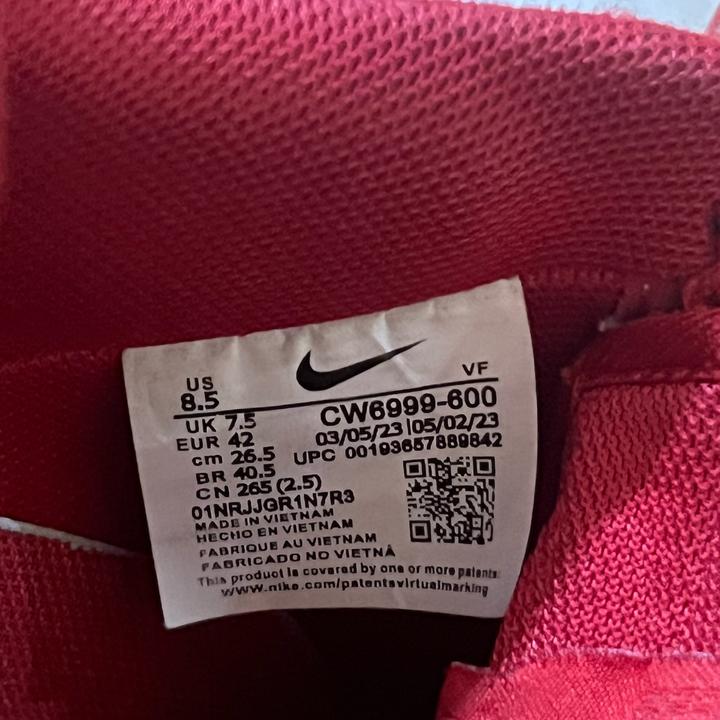 US
8.5
VF
UK 7.5
CW6999-600
EUR 42
03/05/23 |05/02/23
cm 26.5
UPC 00193657889842
BR 40.5
CN 265 (2.5)
01NRJJGR1N7R3
MADE IN VIETNAM
HECHO EN VIETNAM
FABRIQUE AU VIETNAM
FABRICADO NO VIETNÃ
This product is covered by one or more patents:
www.nike.com/patentsvirtualmarking